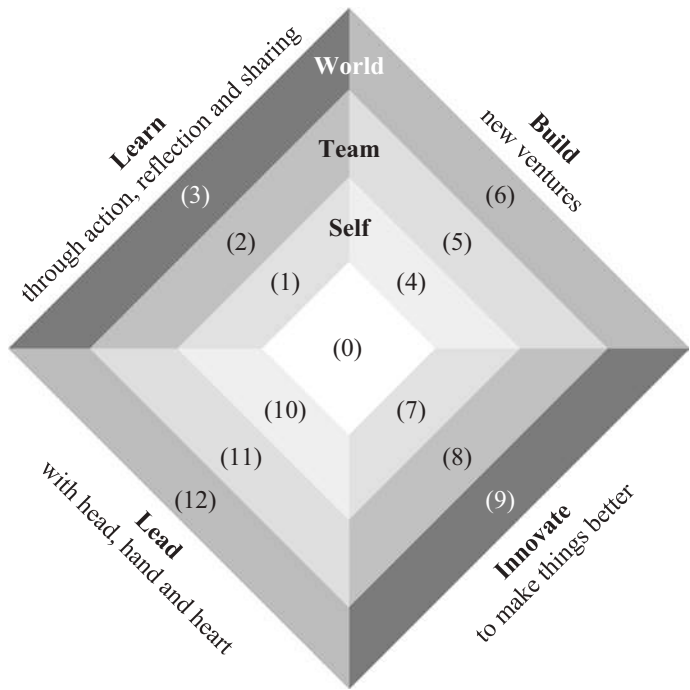 World
Team
Self
Learn
through action, reflection and sharing
Build
new ventures
(3)
(6)
(2)
(5)
(1)
(4)
(0)
(10)
(7)
(11)
(8)
(12)
(9)
Lead
with head, hand and heart
Innovate
to make things better